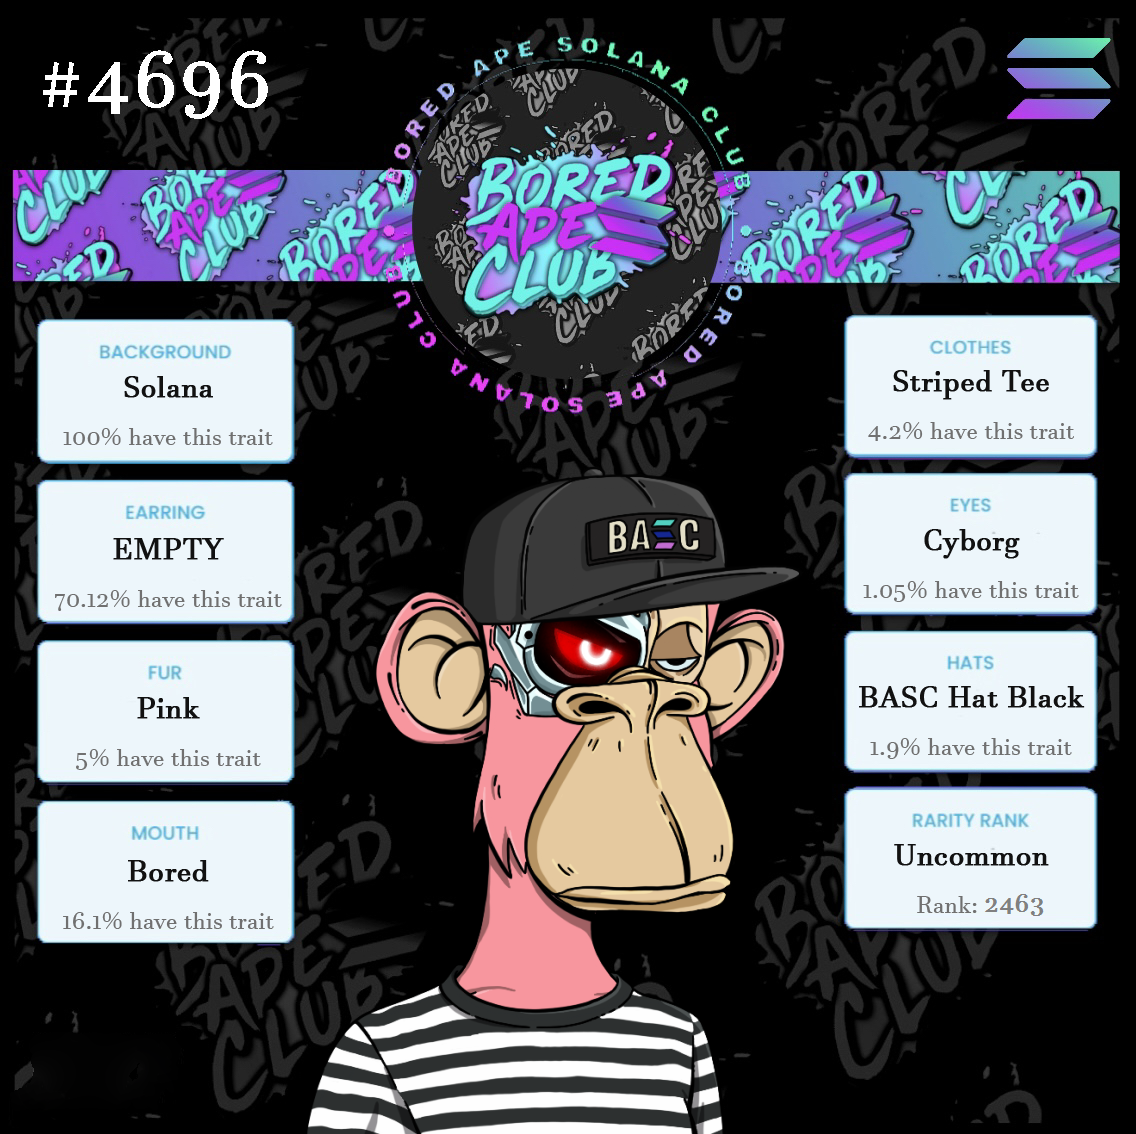 #4696
BORED APE SOLANA CLUB
BORED APE SOLANA CLUB
BORED
APE
CLUB
BACKGROUND
Solana
100% have this trait
EARRING
EMPTY
70.12% have this trait
FUR
Pink
5% have this trait
MOUTH
Bored
16.1% have this trait
CLOTHES
Striped Tee
4.2% have this trait
EYES
Cyborg
1.05% have this trait
HATS
BASC Hat Black
1.9% have this trait
RARITY RANK
Uncommon
Rank: 2463
BASC